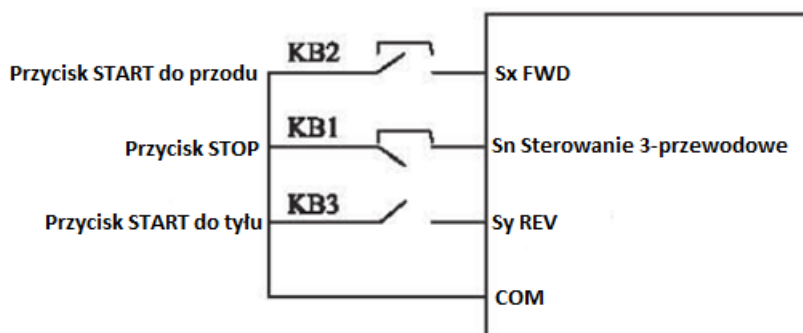 KB2
Przycisk START do przodu
Sx FWD
KB1
Przycisk STOP
Sn Sterowanie 3-przewodowe
KB3
Przycisk START do tyłu
Sy REV
COM